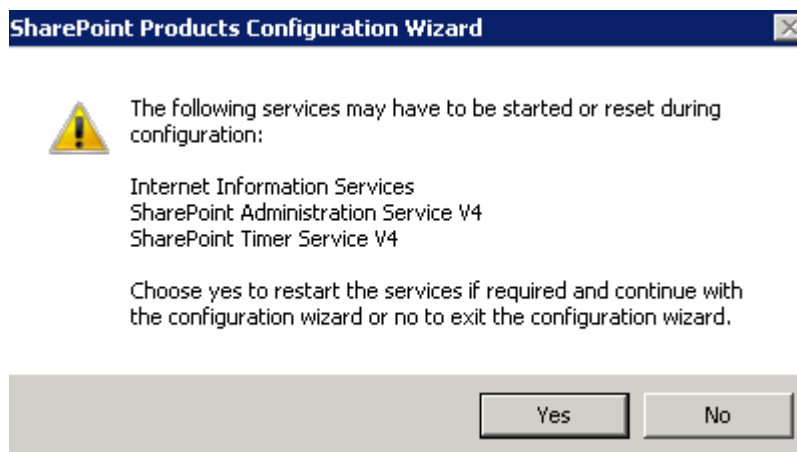 SharePoint Products Configuration Wizard
The following services may have to be started or reset during
configuration:
Internet Information Services
SharePoint Administration Service V4
SharePoint Timer Service V4
Choose yes to restart the services if required and continue with
the configuration wizard or no to exit the configuration wizard.
Yes No